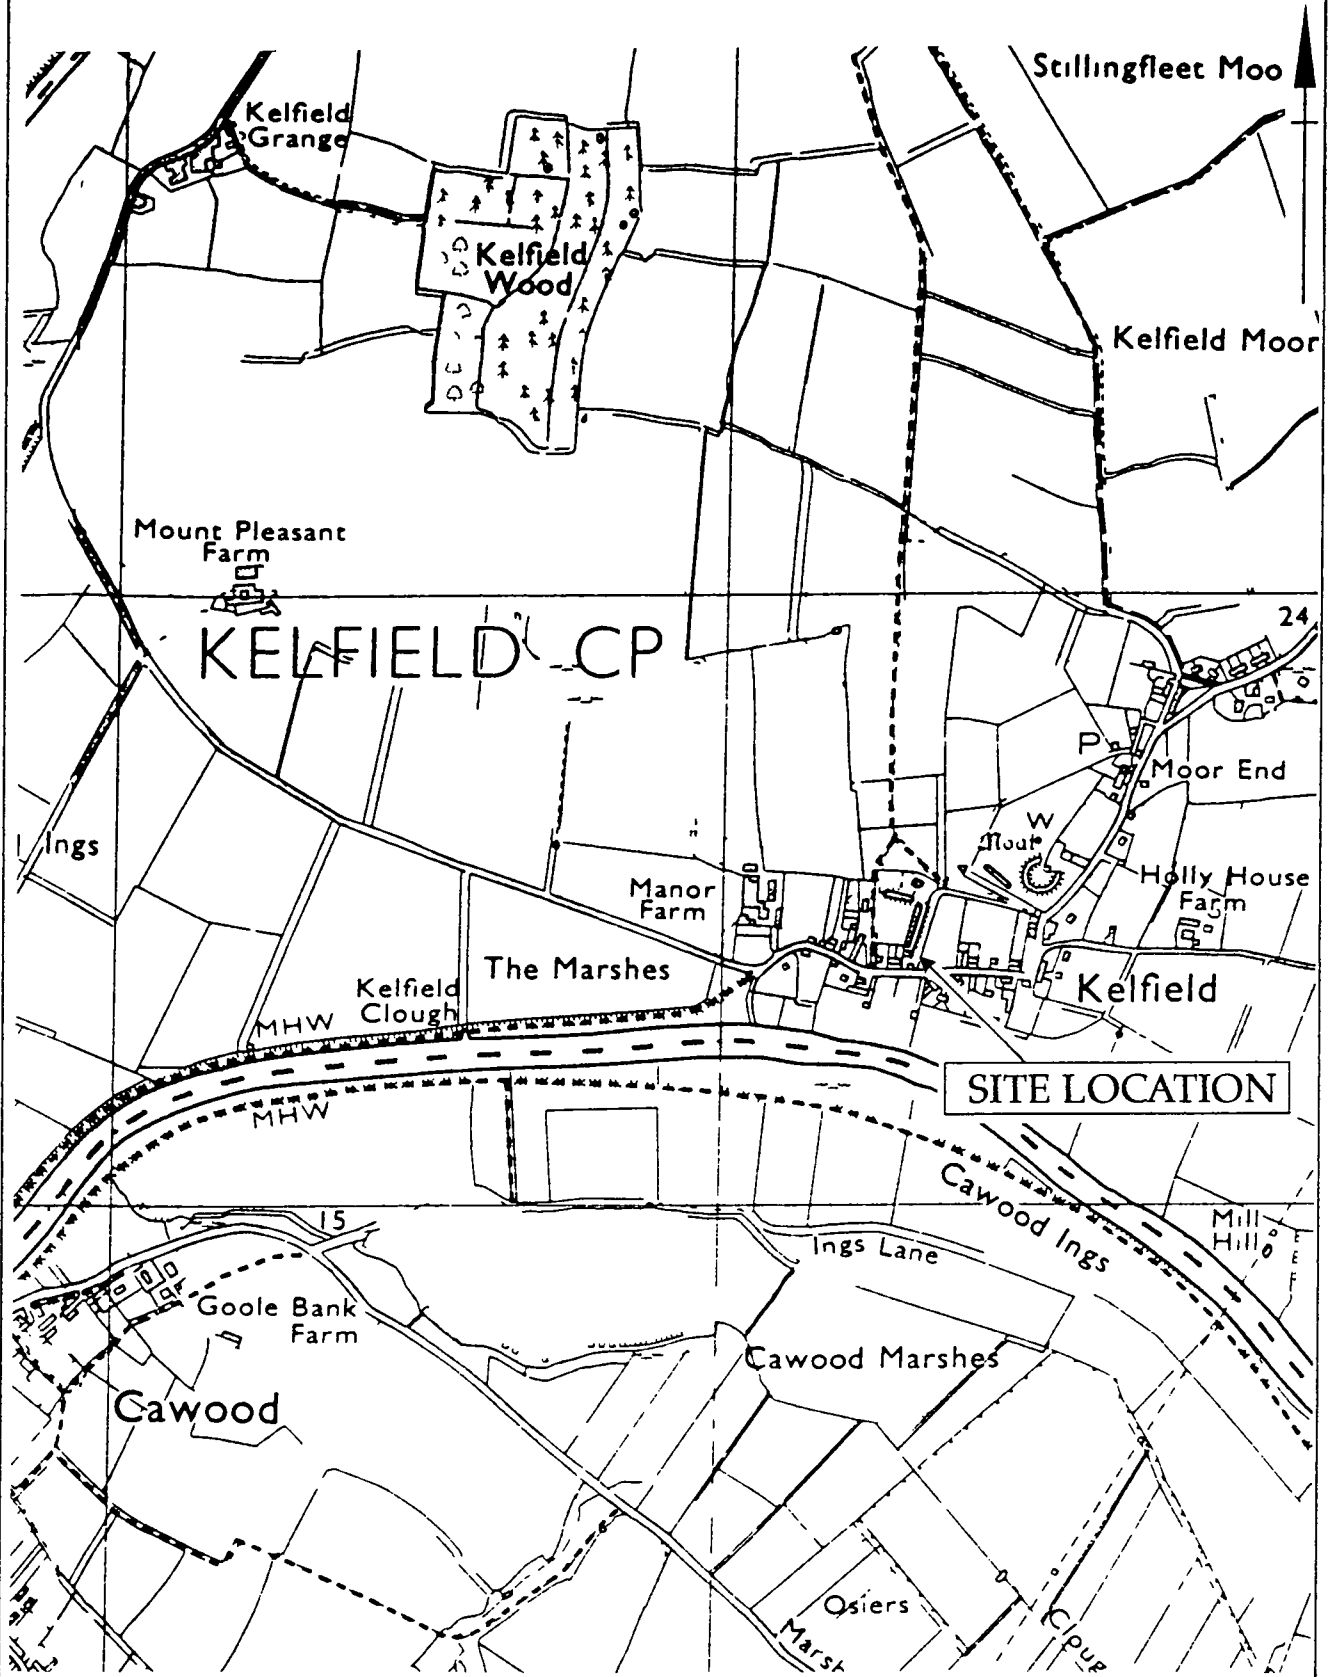 Stillingfleet Moo
Kelfield
Grange
Kelfield
Wood
Kelfield Moor
Mount Pleasant
Farm
24
KELFIELD CP
P
Moor End
Ings
W
Moat
Manor
Farm
Holly House
Farm
The Marshes
Kelfield
Clough
Kelfield
MHW
SITE LOCATION
MHW
Cawood Ings
15
Mill
Hill
Ings Lane
Goole Bank
Farm
Cawood Marshes
Cawood
6
Osiers
Marsh
Cloug